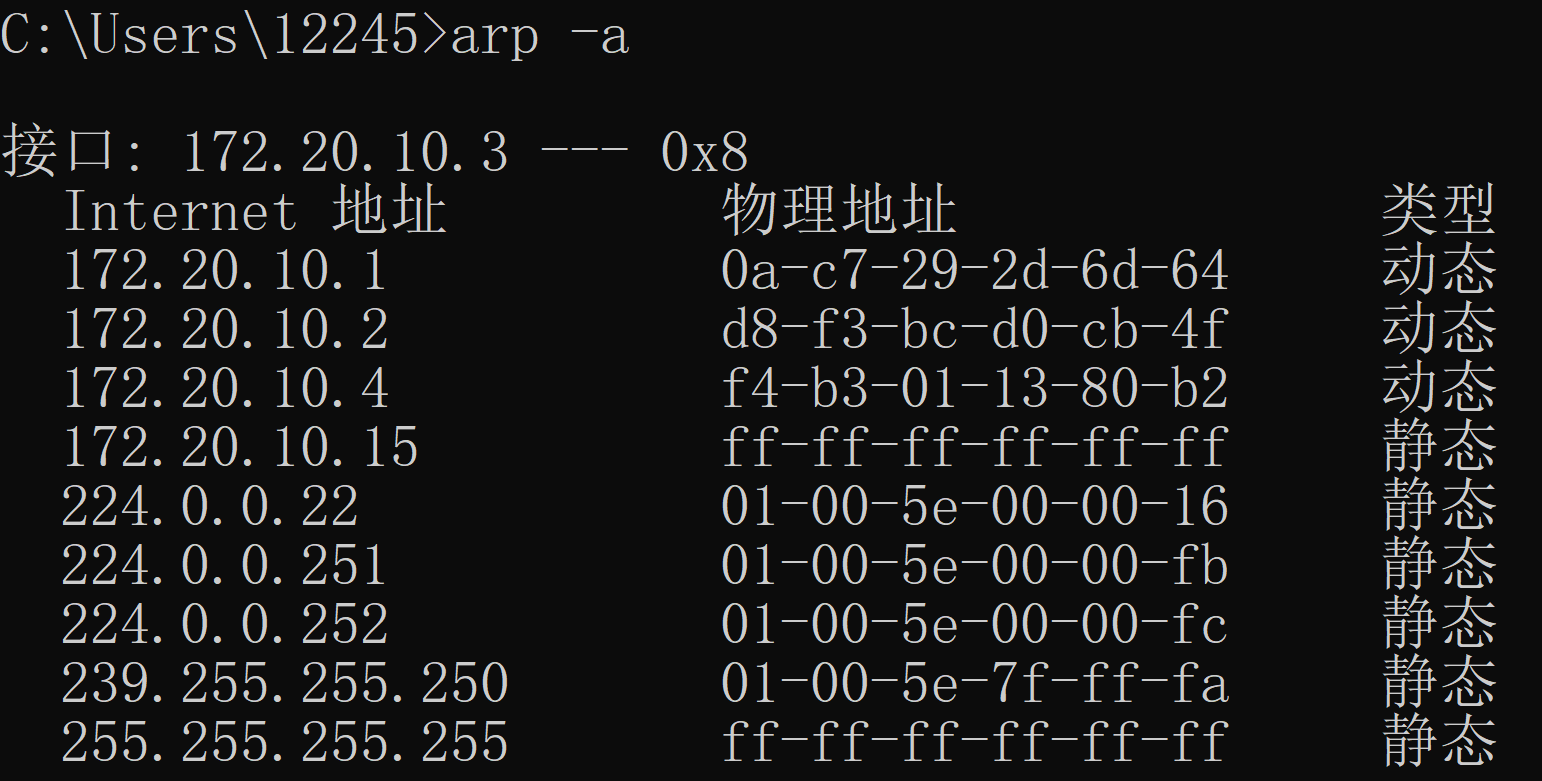 C:\Users\12245>arp -a
接口: 172.20.10.3 --- 0x8
Internet 地址 物理地址 类型
172.20.10.1 0a-c7-29-2d-6d-64 动态
172.20.10.2 d8-f3-bc-d0-cb-4f 动态
172.20.10.4 f4-b3-01-13-80-b2 动态
172.20.10.15 ff-ff-ff-ff-ff-ff 静态
224.0.0.22 01-00-5e-00-00-16 静态
224.0.0.251 01-00-5e-00-00-fb 静态
224.0.0.252 01-00-5e-00-00-fc 静态
239.255.255.250 01-00-5e-7f-ff-fa 静态
255.255.255.255 ff-ff-ff-ff-ff-ff 静态